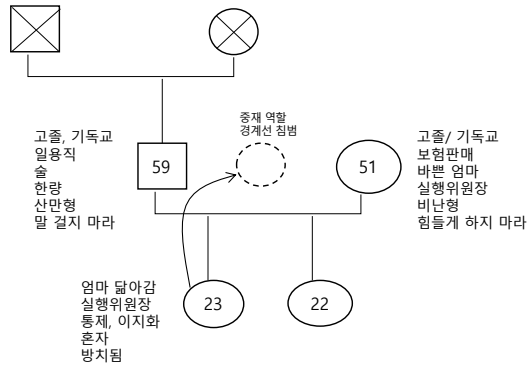 중재 역할
경계선 침범
고졸, 기독교
일용직
술
한량
산만형
말 걸지 마라
59
51
고졸/ 기독교
보험판매
바쁜 엄마
실행위원장
비난형
힘들게 하지 마라
엄마 닮아감
실행위원장
통제, 이지화
혼자
방치됨
23
22